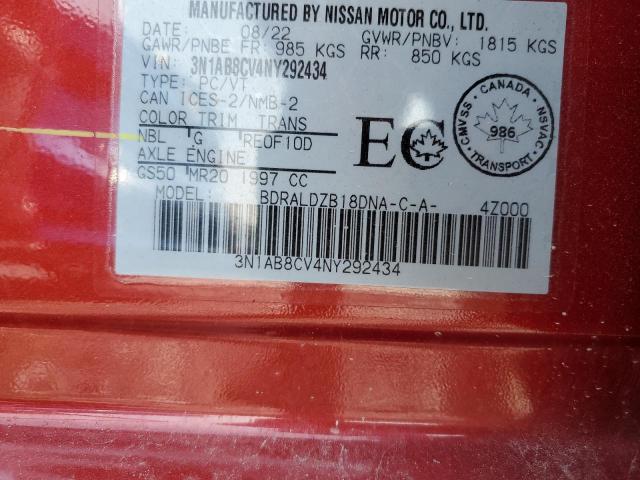 MANUFACTURED BY NISSAN MOTOR CO., LTD.
DATE: 08/22 GVWR/PNBV: 1815 KGS
GAWR/PNBE FR: 985 KGS RR: 850 KGS
VIN: 3N1AB8CV4NY292434
TYPE: PC/VT
CAN ICES-2/NMB-2
COLOR TRIM TRANS
NBL G RE0F10D
AXLE ENGINE
GS50 MR20 1997 CC
MODEL: BDRALDZB18DNA-C-A- 4Z000
3N1AB8CV4NY292434
EC
CANADA
CMVSS
NSVAC
986
TRANSPORT